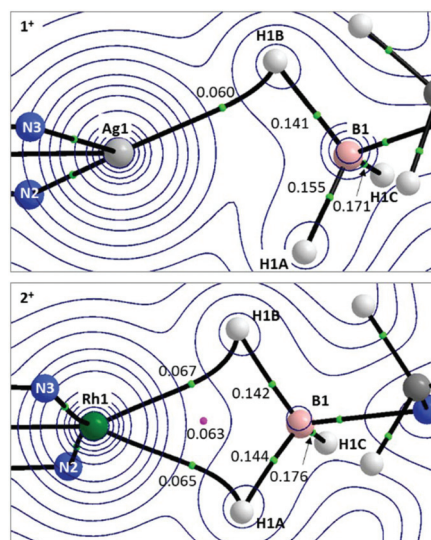 1⁺
H1B
0.060
N3
Ag1
0.141
B1
0.155
N2
0.171
H1C
H1A
2⁺
H1B
0.067
N3
Rh1
0.142
B1
0.063
H1C
0.144
N2
0.065
0.176
H1A